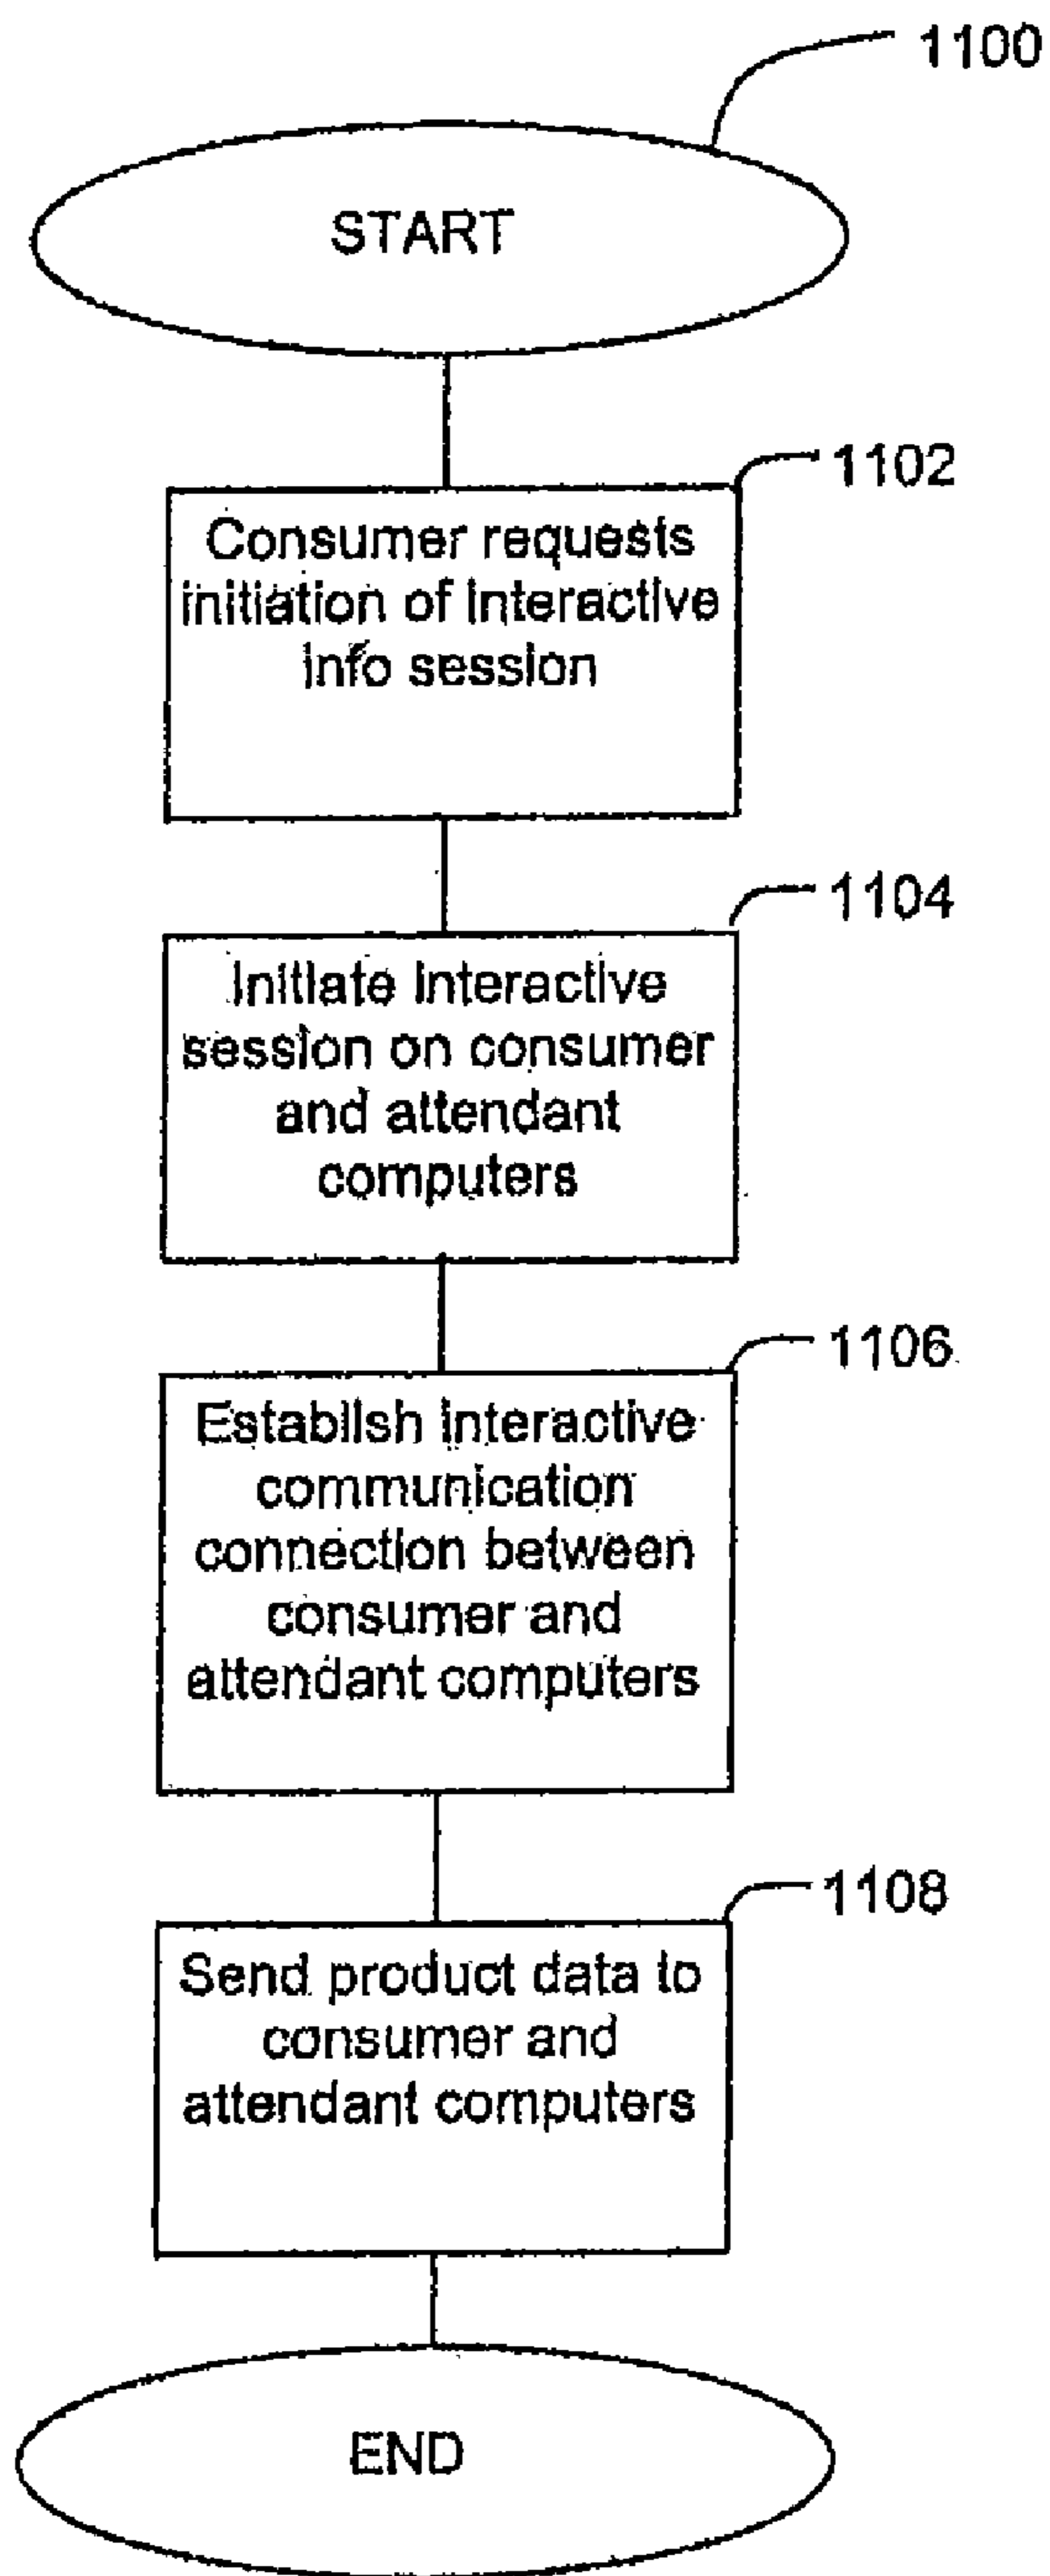 1100
START
1102
Consumer requests
initiation of interactive
info session
1104
Initiate interactive
session on consumer
and attendant
computers
1106
Establish interactive
communication
connection between
consumer and
attendant computers
1108
Send product data to
consumer and
attendant computers
END